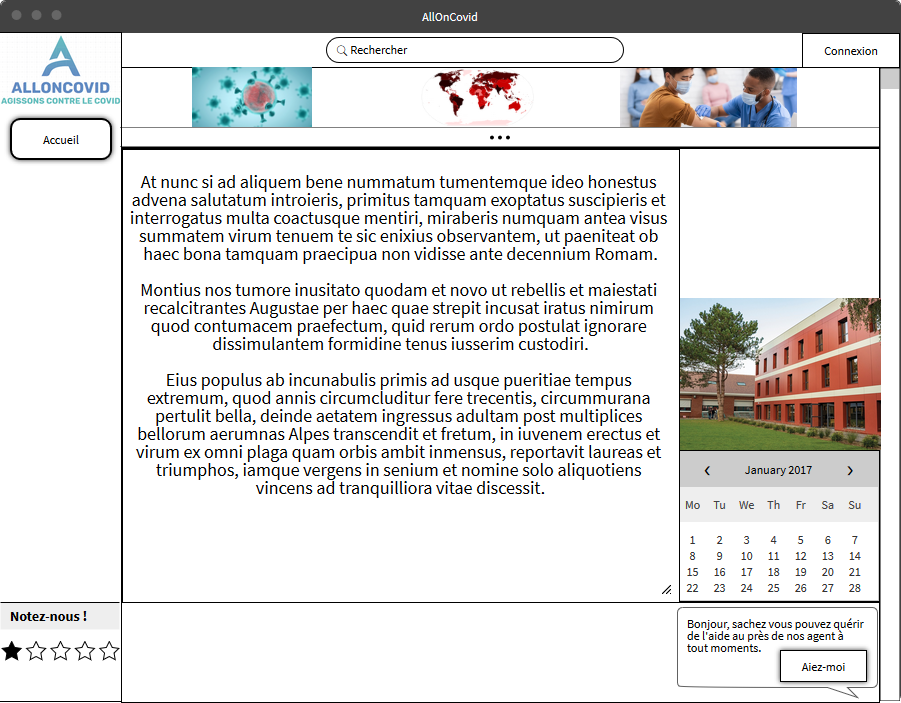 AllOnCovid
ALLONCOVID
AGISSONS CONTRE LE COVID
Rechercher
Connexion
Accueil
At nunc si ad aliquem bene nummatum tumentemque ideo honestus
advena salutatum introieris, primitus tamquam exoptatus suscipieris et
interrogatus multa coactusque mentiri, miraberis numquam antea visus
summatem virum tenuem te sic enixius observantem, ut paeniteat ob
haec bona tamquam praecipua non vidisse ante decennium Romam.
Montius nos tumore inusitato quodam et novo ut rebellis et maiestati
recalcitrantes Augustae per haec quae strepit incusat iratus nimirum
quod contumacem praefectum, quid rerum ordo postulat ignorare
dissimulantem formidine tenus iusserim custodiri.
Eius populus ab incunabulis primis ad usque pueritiae tempus
extremum, quod annis circumcluditur fere trecentis, circummurana
pertulit bella, deinde aetatem ingressus adultam post multiplices
bellorum aerumnas Alpes transcendit et fretum, in iuvenem erectus et
virum ex omni plaga quam orbis ambit inmensus, reportavit laureas et
triumphos, iamque vergens in senium et nomine solo aliquotiens
vincens ad tranquilliora vitae discessit.
January 2017
Mo Tu We Th Fr Sa Su
1 2 3 4 5 6 7
8 9 10 11 12 13 14
15 16 17 18 19 20 21
22 23 24 25 26 27 28
Notez-nous !
Bonjour, sachez vous pouvez quérir
de l'aide au près de nos agent à
tout moments.
Aiez-moi